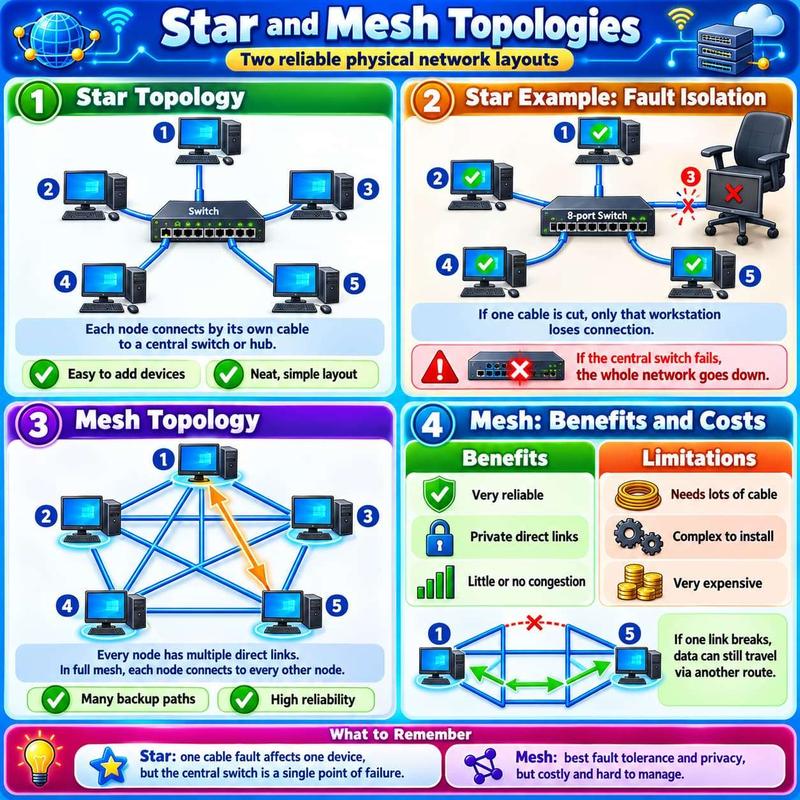 Star and Mesh Topologies
Two reliable physical network layouts
1 Star Topology
1
2
3
Switch
4
5
Each node connects by its own cable
to a central switch or hub.
Easy to add devices
Neat, simple layout
2 Star Example: Fault Isolation
1
2
3
8-port Switch
4
5
If one cable is cut, only that workstation
loses connection.
If the central switch fails,
the whole network goes down.
3 Mesh Topology
1
2
3
4
5
Every node has multiple direct links.
In full mesh, each node connects to every other node.
Many backup paths
High reliability
4 Mesh: Benefits and Costs
Benefits
Very reliable
Private direct links
Little or no congestion
Limitations
Needs lots of cable
Complex to install
Very expensive
1
5
If one link breaks,
data can still travel
via another route.
What to Remember
Star: one cable fault affects one device,
but the central switch is a single point of failure.
Mesh: best fault tolerance and privacy,
but costly and hard to manage.